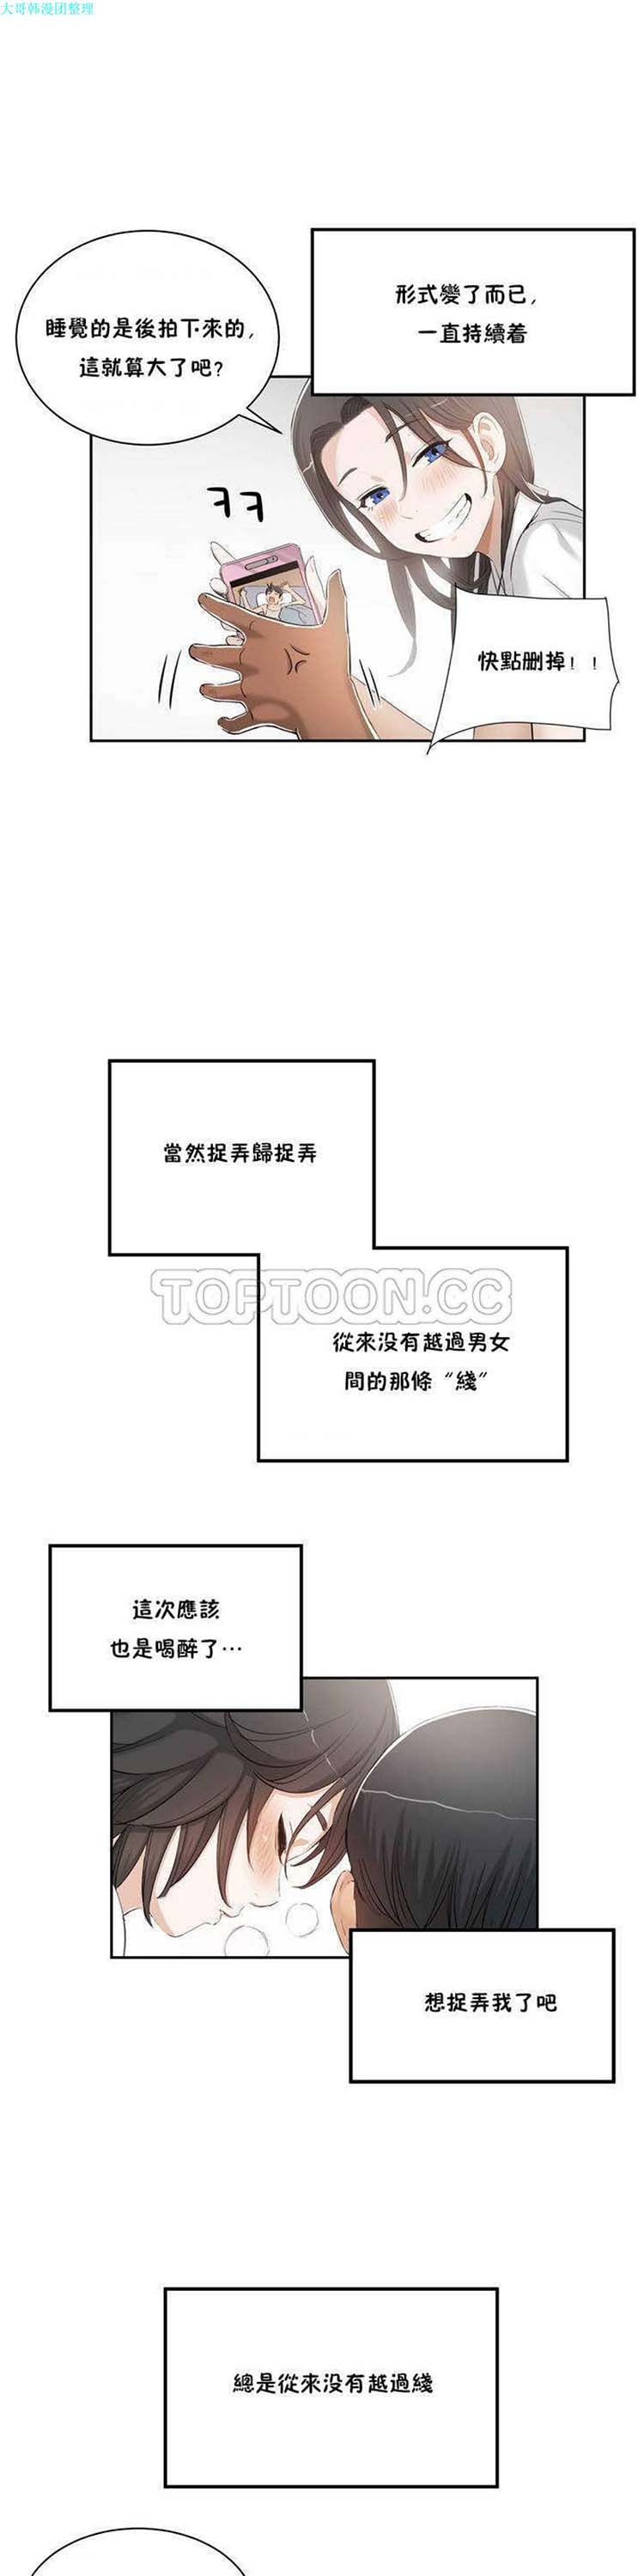 大哥韩漫团整理
形式變了而已,
一直持續着
睡覺的是後拍下來的,
這就算大了吧?
ㅋㅋ
快點删掉! !
當然捉弄歸捉弄
TOPTOON.CC
從來没有越過男女
間的那條“綫”
這次應該
也是喝醉了…
想捉弄我了吧
總是從來没有越過綫